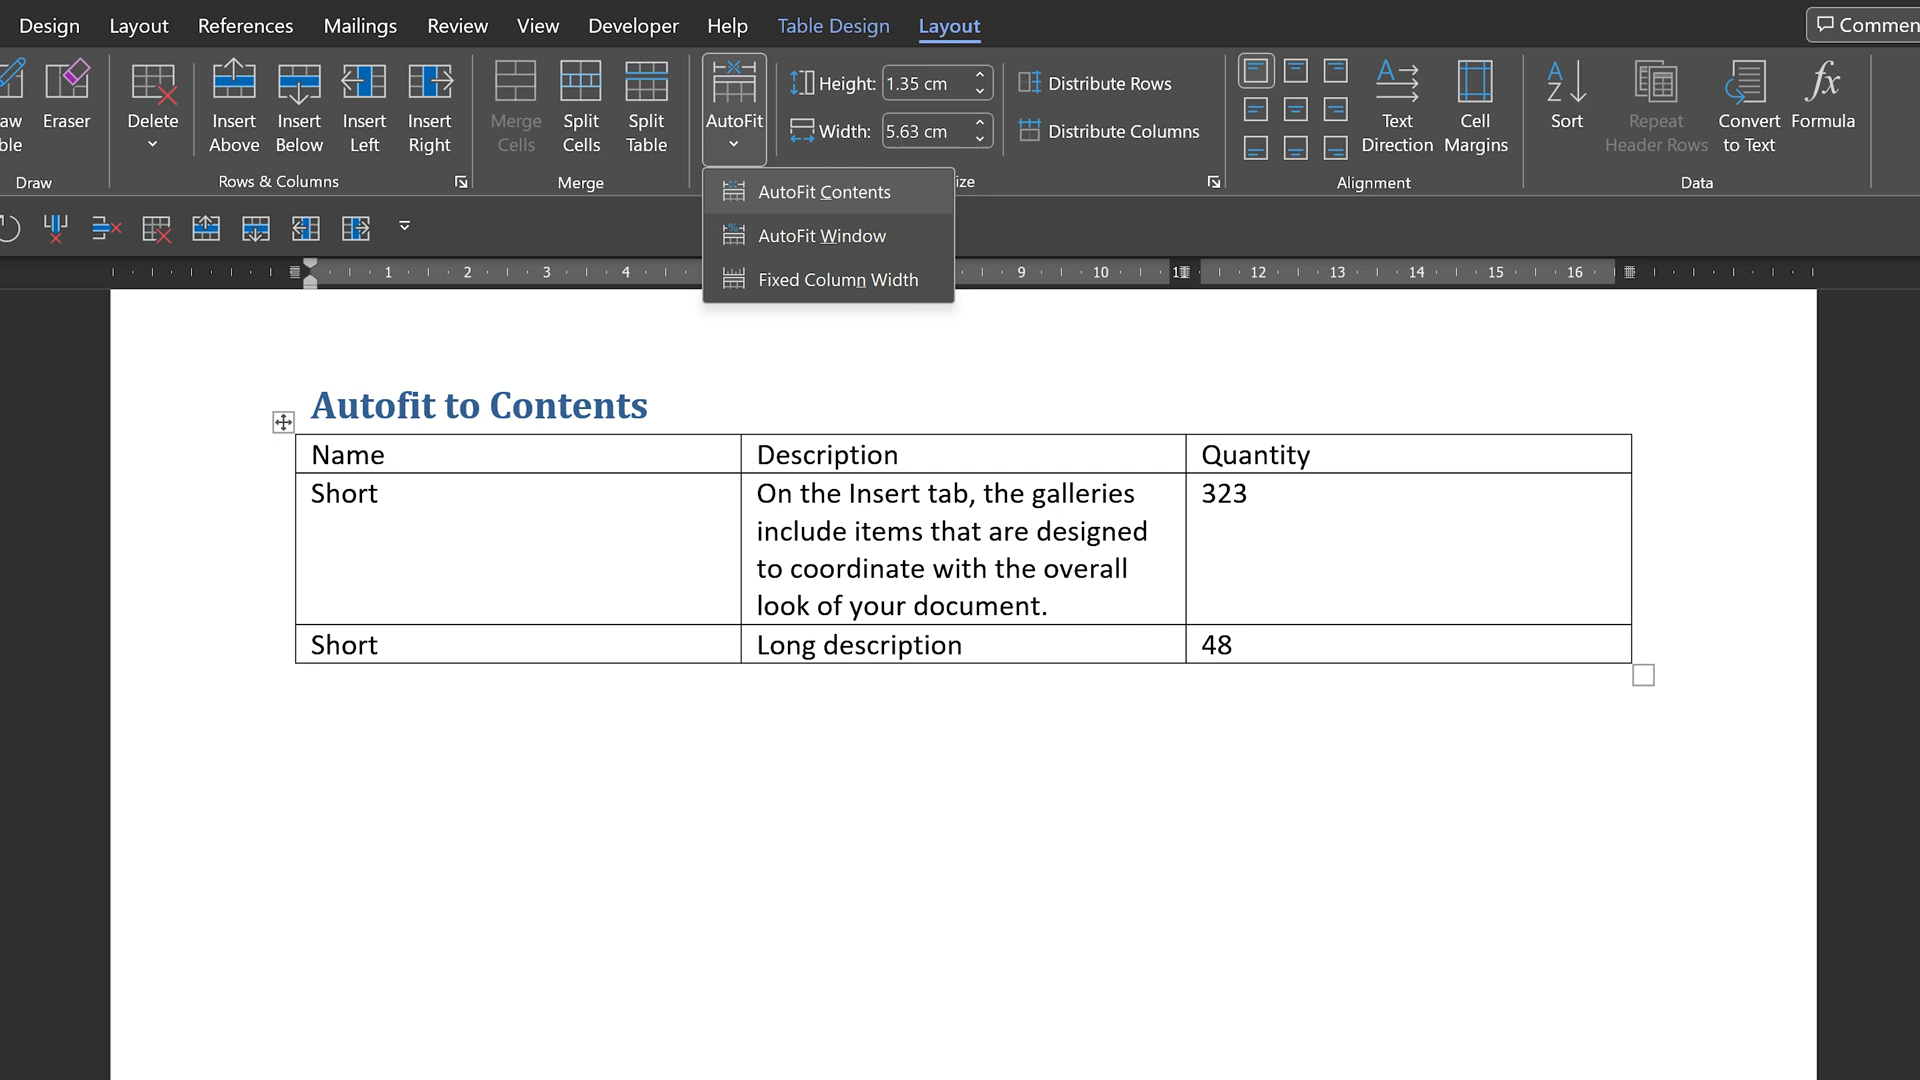 Design Layout References Mailings Review View Developer Help Table Design Layout Commen
aw
ble
Eraser
Draw
Delete
Insert
Above
Insert
Below
Insert
Left
Insert
Right
Rows & Columns
Merge
Cells
Split
Cells
Split
Table
Merge
AutoFit
Height: 1.35 cm
Width: 5.63 cm
Distribute Rows
Distribute Columns
ize
AutoFit Contents
AutoFit Window
Fixed Column Width
Text
Direction
Cell
Margins
Alignment
A
Z
Sort
Repeat
Header Rows
Convert
to Text
fx
Formula
Data
1 2 3 4 9 10 11 12 13 14 15 16
Autofit to Contents
Name Description Quantity
Short On the Insert tab, the galleries 323
include items that are designed
to coordinate with the overall
look of your document.
Short Long description 48